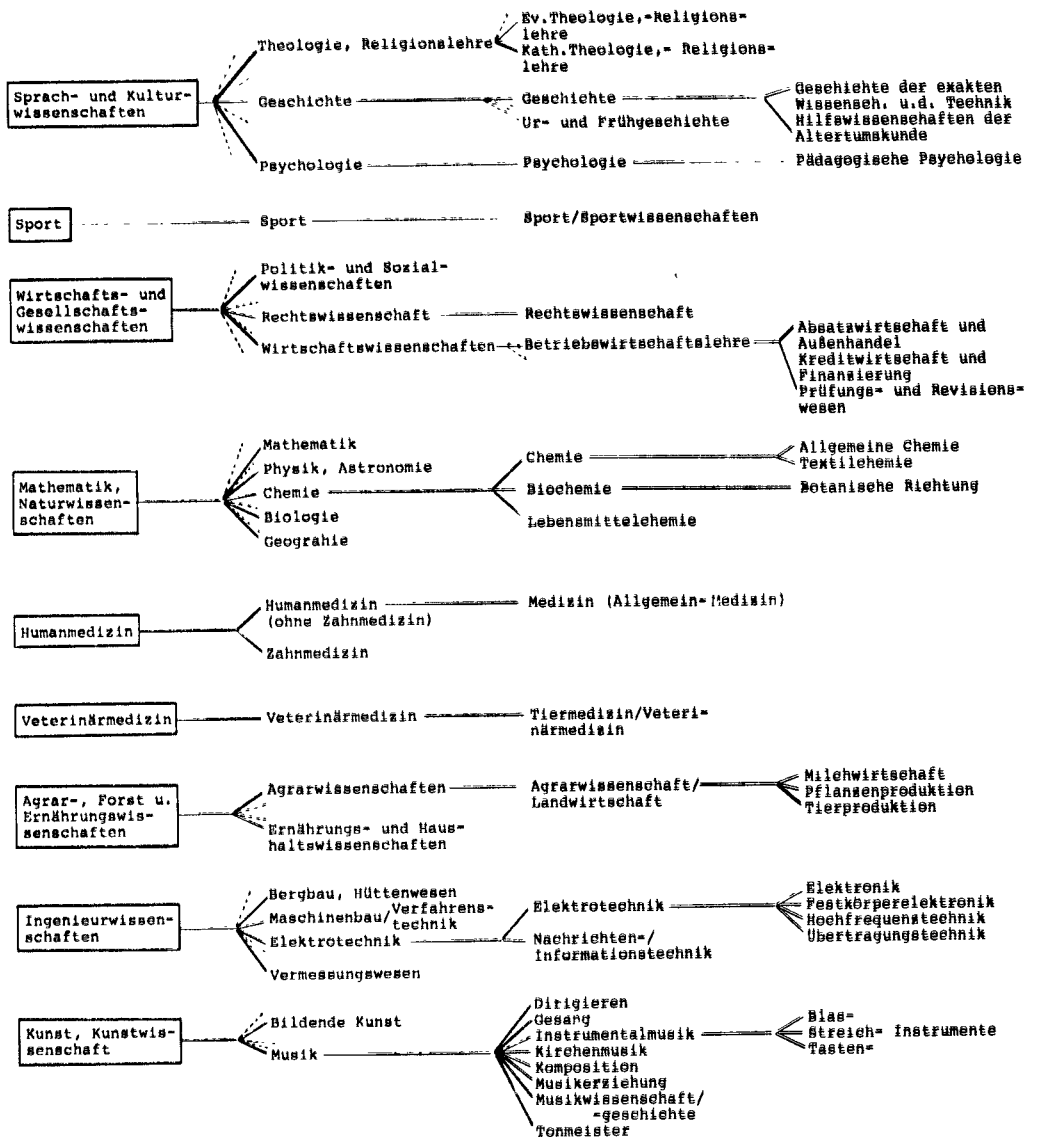 Ev.Theologie,-Religions-
lehre
Theologie, Religionslehre
Kath.Theologie,- Religions-
lehre
Sprach- und Kultur-
wissenschaften
Geschichte
Geschichte
Geschichte der exakten
Wissensch. u.d. Technik
Ur- und Frühgeschichte
Hilfswissenschaften der
Altertumskunde
Psychologie
Psychologie
Pädagogische Psychologie
Sport
Sport
Sport/Sportwissenschaften
Wirtschafts- und
Gesellschafts-
wissenschaften
Politik- und Sozial-
wissenschaften
Rechtswissenschaft
Rechtswissenschaft
Wirtschaftswissenschaften
Betriebswirtschaftslehre
Absatzwirtschaft und
Außenhandel
Kreditwirtschaft und
Finanzierung
Prüfungs- und Revisions-
wesen
Mathematik,
Naturwissen-
schaften
Mathematik
Physik, Astronomie
Chemie
Biologie
Geograhie
Chemie
Allgemeine Chemie
Textilchemie
Biochemie
Botanische Richtung
Lebensmittelchemie
Humanmedizin
Humanmedizin
(ohne Zahnmedizin)
Medizin (Allgemein-Medizin)
Zahnmedizin
Veterinärmedizin
Veterinärmedizin
Tiermedizin/Veteri-
närmedizin
Agrar-, Forst u.
Ernährungswis-
senschaften
Agrarwissenschaften
Agrarwissenschaft/
Landwirtschaft
Milchwirtschaft
Pflanzenproduktion
Tierproduktion
Ernährungs- und Haus-
haltswissenschaften
Ingenieurwissen-
schaften
Bergbau, Hüttenwesen
Maschinenbau/Verfahrens-
technik
Elektrotechnik
Vermessungswesen
Elektrotechnik
Nachrichten-/
Informationstechnik
Elektronik
Festkörperelektronik
Hochfrequenztechnik
Übertragungstechnik
Kunst, Kunstwis-
senschaft
Bildende Kunst
Musik
Dirigieren
Gesang
Instrumentalmusik
Kirchenmusik
Komposition
Musikerziehung
Musikwissenschaft/
-geschichte
Tonmeister
Blas-
Streich- Instrumente
Tasten-